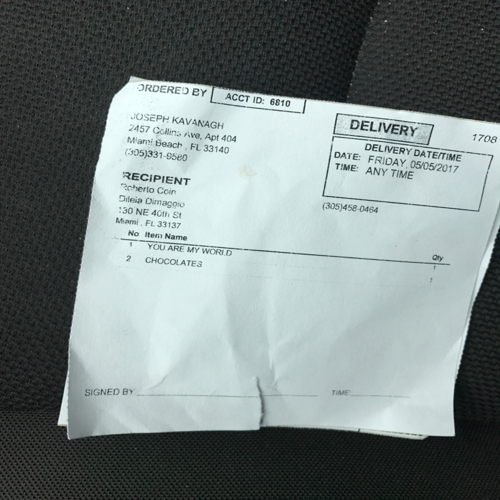 ORDERED BY ACCT ID: 6810
JOSEPH KAVANAGH
2457 Collins Ave, Apt 404
Miami Beach , FL 33140
(305)331-9580
DELIVERY 1708
DELIVERY DATE/TIME
DATE: FRIDAY, 05/05/2017
TIME: ANY TIME
RECIPIENT
Roberto Coin
Dileia Dimaggio
130 NE 40th St
Miami , FL 33137
(305)458-0464
No Item Name Qty
1 YOU ARE MY WORLD 1
2 CHOCOLATES 1
SIGNED BY: TIME: